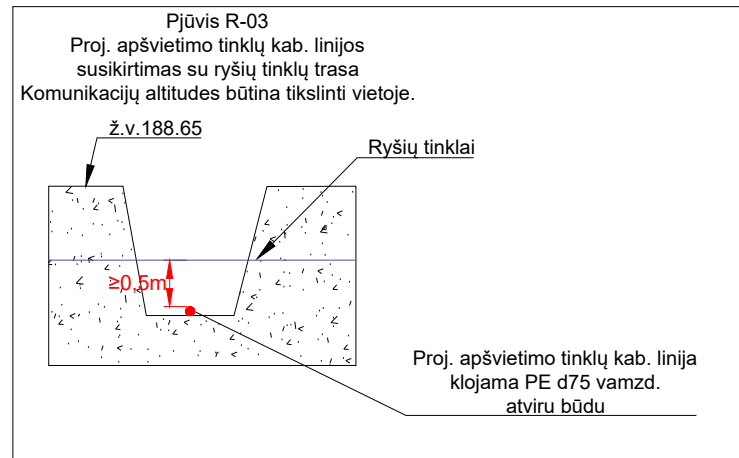 Pjūvis R-03
Proj. apšvietimo tinklų kab. linijos
susikirtimas su ryšių tinklų trasa
Komunikacijų altitudes būtina tikslinti vietoje.
ž.v.188.65
Ryšių tinklai
≥0,5m
Proj. apšvietimo tinklų kab. linija
klojama PE d75 vamzd.
atviru būdu